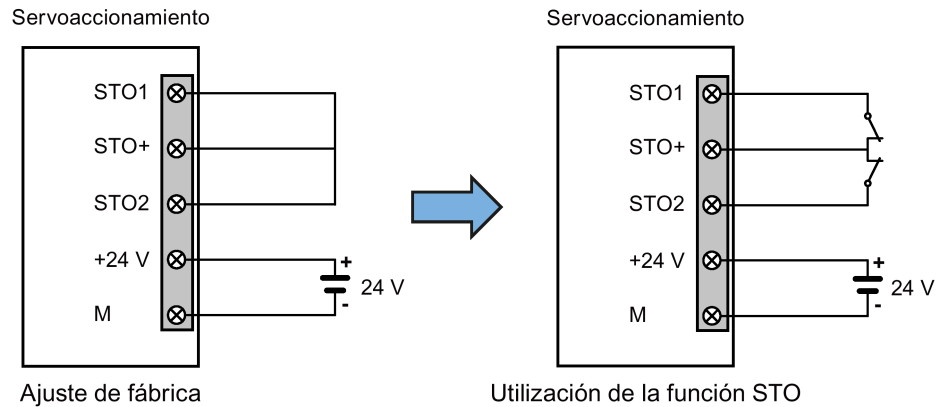 Servoaccionamiento
STO1
STO+
STO2
+24 V
M
+
24 V
-
Ajuste de fábrica
Servoaccionamiento
STO1
STO+
STO2
+24 V
M
+
24 V
-
Utilización de la función STO